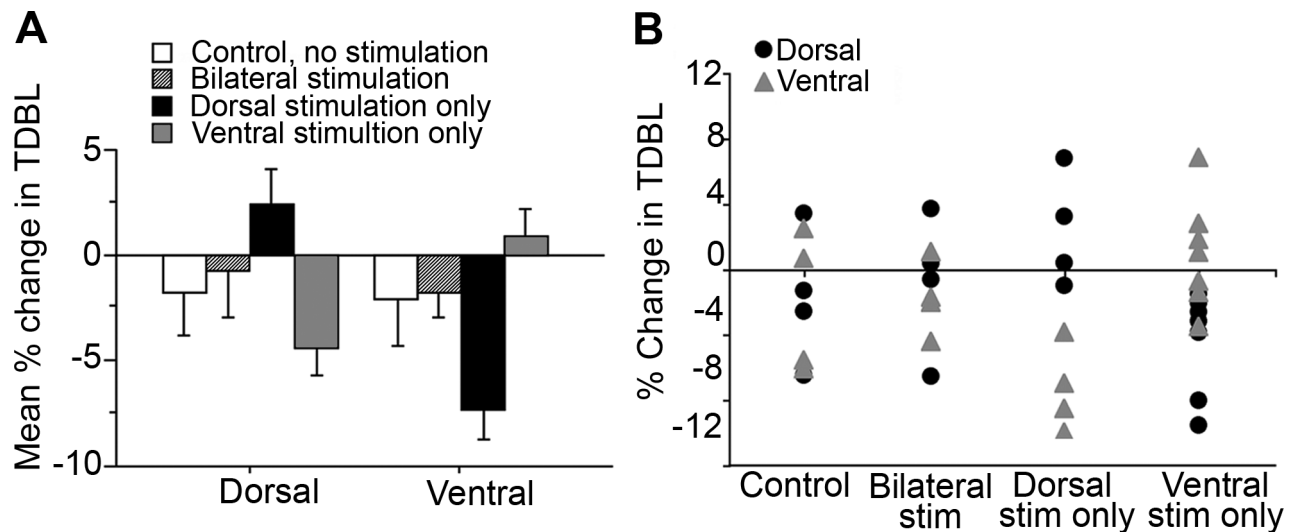 A
Control, no stimulation
Bilateral stimulation
Dorsal stimulation only
Ventral stimultion only
Mean % change in TDBL
5
0
-5
-10
Dorsal
Ventral
B
Dorsal
Ventral
% Change in TDBL
12
8
4
0
-4
-8
-12
Control
Bilateral
stim
Dorsal
stim only
Ventral
stim only